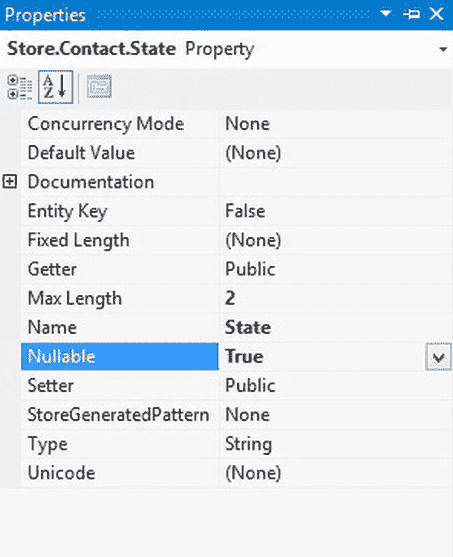 Properties
Store.Contact.State Property
A Z
Concurrency Mode None
Default Value (None)
Documentation
Entity Key False
Fixed Length (None)
Getter Public
Max Length 2
Name State
Nullable True
Setter Public
StoreGeneratedPattern None
Type String
Unicode (None)